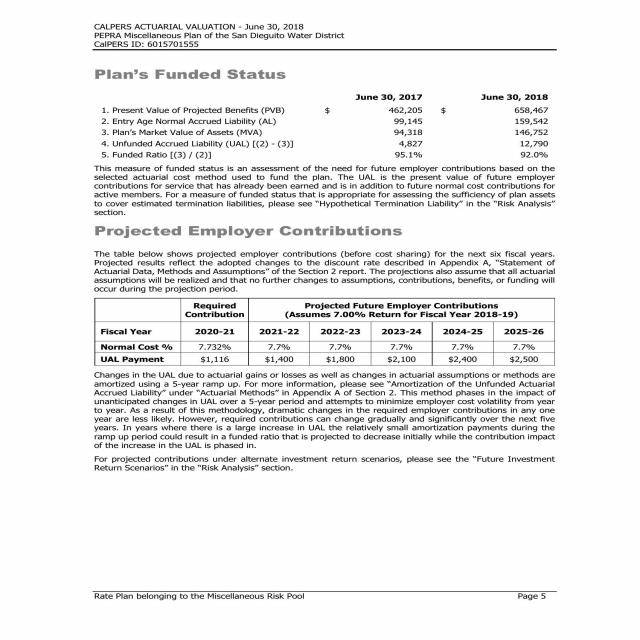 CALPERS ACTUARIAL VALUATION - June 30, 2018
PEPRA Miscellaneous Plan of the San Dieguito Water District
CalPERS ID: 6015701555
Plan's Funded Status
June 30, 2017 June 30, 2018
1. Present Value of Projected Benefits (PVB) $ 462,205 $ 658,467
2. Entry Age Normal Accrued Liability (AL) 99,145 159,542
3. Plan's Market Value of Assets (MVA) 94,318 146,752
4. Unfunded Accrued Liability (UAL) [(2) - (3)] 4,827 12,790
5. Funded Ratio [(3) / (2)] 95.1% 92.0%
This measure of funded status is an assessment of the need for future employer contributions based on the
selected actuarial cost method used to fund the plan. The UAL is the present value of future employer
contributions for service that has already been earned and is in addition to future normal cost contributions for
active members. For a measure of funded status that is appropriate for assessing the sufficiency of plan assets
to cover estimated termination liabilities, please see "Hypothetical Termination Liability" in the "Risk Analysis"
section.
Projected Employer Contributions
The table below shows projected employer contributions (before cost sharing) for the next six fiscal years.
Projected results reflect the adopted changes to the discount rate described in Appendix A, "Statement of
Actuarial Data, Methods and Assumptions" of the Section 2 report. The projections also assume that all actuarial
assumptions will be realized and that no further changes to assumptions, contributions, benefits, or funding will
occur during the projection period.
Required Projected Future Employer Contributions
Contribution (Assumes 7.00% Return for Fiscal Year 2018-19)
Fiscal Year 2020-21 2021-22 2022-23 2023-24 2024-25 2025-26
Normal Cost % 7.732% 7.7% 7.7% 7.7% 7.7% 7.7%
UAL Payment $1,116 $1,400 $1,800 $2,100 $2,400 $2,500
Changes in the UAL due to actuarial gains or losses as well as changes in actuarial assumptions or methods are
amortized using a 5-year ramp up. For more information, please see "Amortization of the Unfunded Actuarial
Accrued Liability" under "Actuarial Methods" in Appendix A of Section 2. This method phases in the impact of
unanticipated changes in UAL over a 5-year period and attempts to minimize employer cost volatility from year
to year. As a result of this methodology, dramatic changes in the required employer contributions in any one
year are less likely. However, required contributions can change gradually and significantly over the next five
years. In years where there is a large increase in UAL the relatively small amortization payments during the
ramp up period could result in a funded ratio that is projected to decrease initially while the contribution impact
of the increase in the UAL is phased in.
For projected contributions under alternate investment return scenarios, please see the "Future Investment
Return Scenarios" in the "Risk Analysis" section.
Rate Plan belonging to the Miscellaneous Risk Pool Page 5